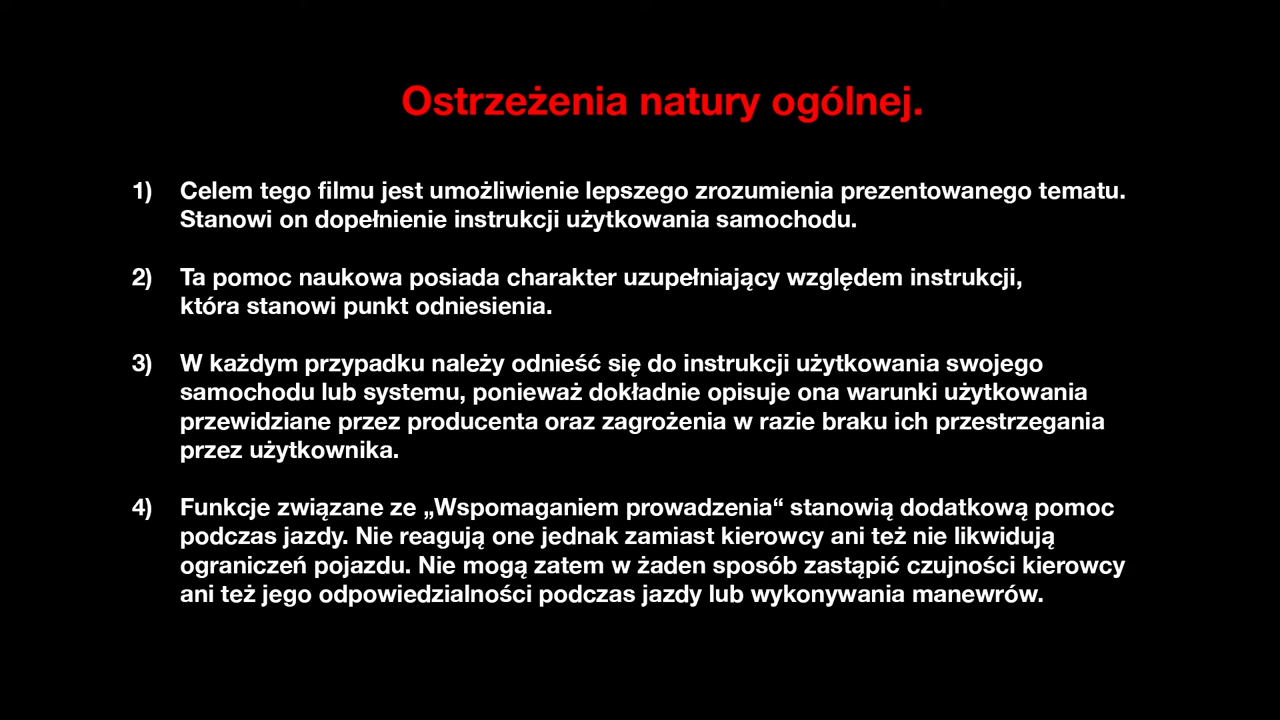 Ostrzeżenia natury ogólnej.
1) Celem tego filmu jest umożliwienie lepszego zrozumienia prezentowanego tematu.
Stanowi on dopełnienie instrukcji użytkowania samochodu.
2) Ta pomoc naukowa posiada charakter uzupełniający względem instrukcji,
która stanowi punkt odniesienia.
3) W każdym przypadku należy odnieść się do instrukcji użytkowania swojego
samochodu lub systemu, ponieważ dokładnie opisuje ona warunki użytkowania
przewidziane przez producenta oraz zagrożenia w razie braku ich przestrzegania
przez użytkownika.
4) Funkcje związane ze „Wspomaganiem prowadzenia“ stanowią dodatkową pomoc
podczas jazdy. Nie reagują one jednak zamiast kierowcy ani też nie likwidują
ograniczeń pojazdu. Nie mogą zatem w żaden sposób zastąpić czujności kierowcy
ani też jego odpowiedzialności podczas jazdy lub wykonywania manewrów.